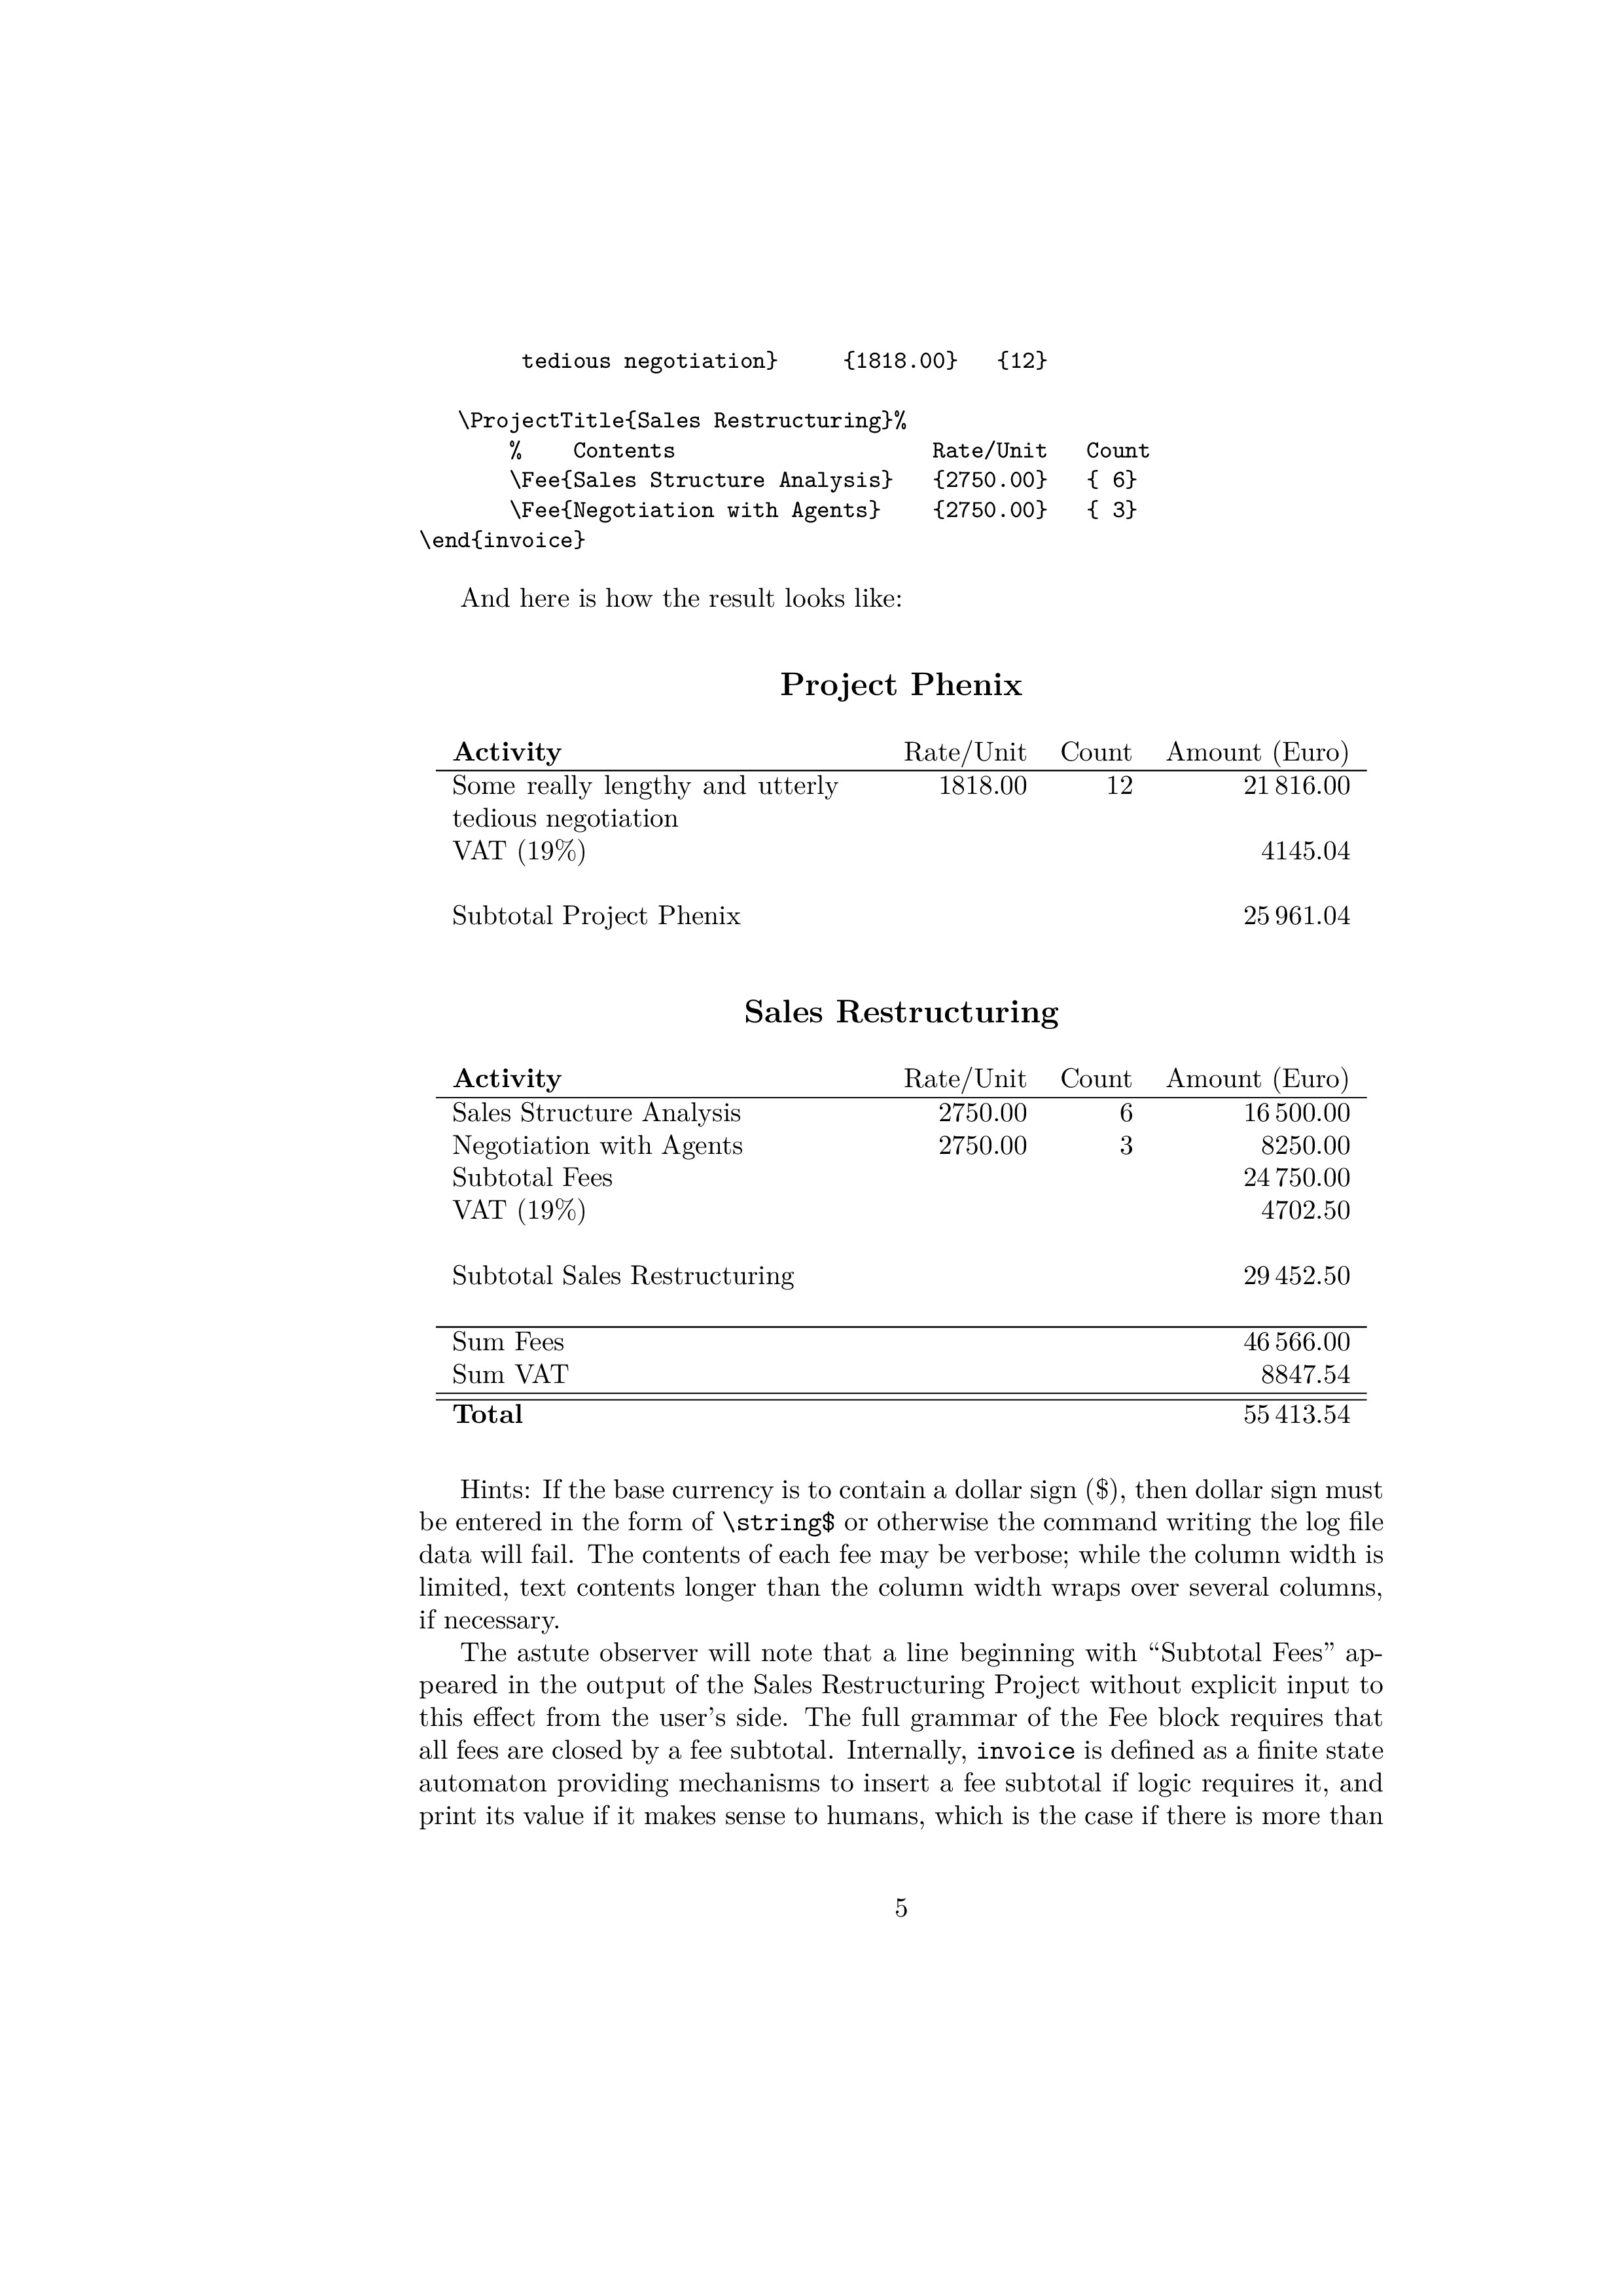 tedious negotiation}     {1818.00}   {12}
\ProjectTitle{Sales Restructuring}%
%    Contents                    Rate/Unit   Count
\Fee{Sales Structure Analysis}   {2750.00}   { 6}
\Fee{Negotiation with Agents}    {2750.00}   { 3}
\end{invoice}
And here is how the result looks like:
Project Phenix
Activity Rate/Unit Count Amount (Euro)
Some really lengthy and utterly 1818.00 12 21 816.00
tedious negotiation
VAT (19%) 4145.04
Subtotal Project Phenix 25 961.04
Sales Restructuring
Activity Rate/Unit Count Amount (Euro)
Sales Structure Analysis 2750.00 6 16 500.00
Negotiation with Agents 2750.00 3 8250.00
Subtotal Fees 24 750.00
VAT (19%) 4702.50
Subtotal Sales Restructuring 29 452.50
Sum Fees 46 566.00
Sum VAT 8847.54
Total 55 413.54
Hints: If the base currency is to contain a dollar sign ($), then dollar sign must
be entered in the form of \string$ or otherwise the command writing the log file
data will fail. The contents of each fee may be verbose; while the column width is
limited, text contents longer than the column width wraps over several columns,
if necessary.
The astute observer will note that a line beginning with “Subtotal Fees” ap-
peared in the output of the Sales Restructuring Project without explicit input to
this effect from the user’s side. The full grammar of the Fee block requires that
all fees are closed by a fee subtotal. Internally, invoice is defined as a finite state
automaton providing mechanisms to insert a fee subtotal if logic requires it, and
print its value if it makes sense to humans, which is the case if there is more than
5